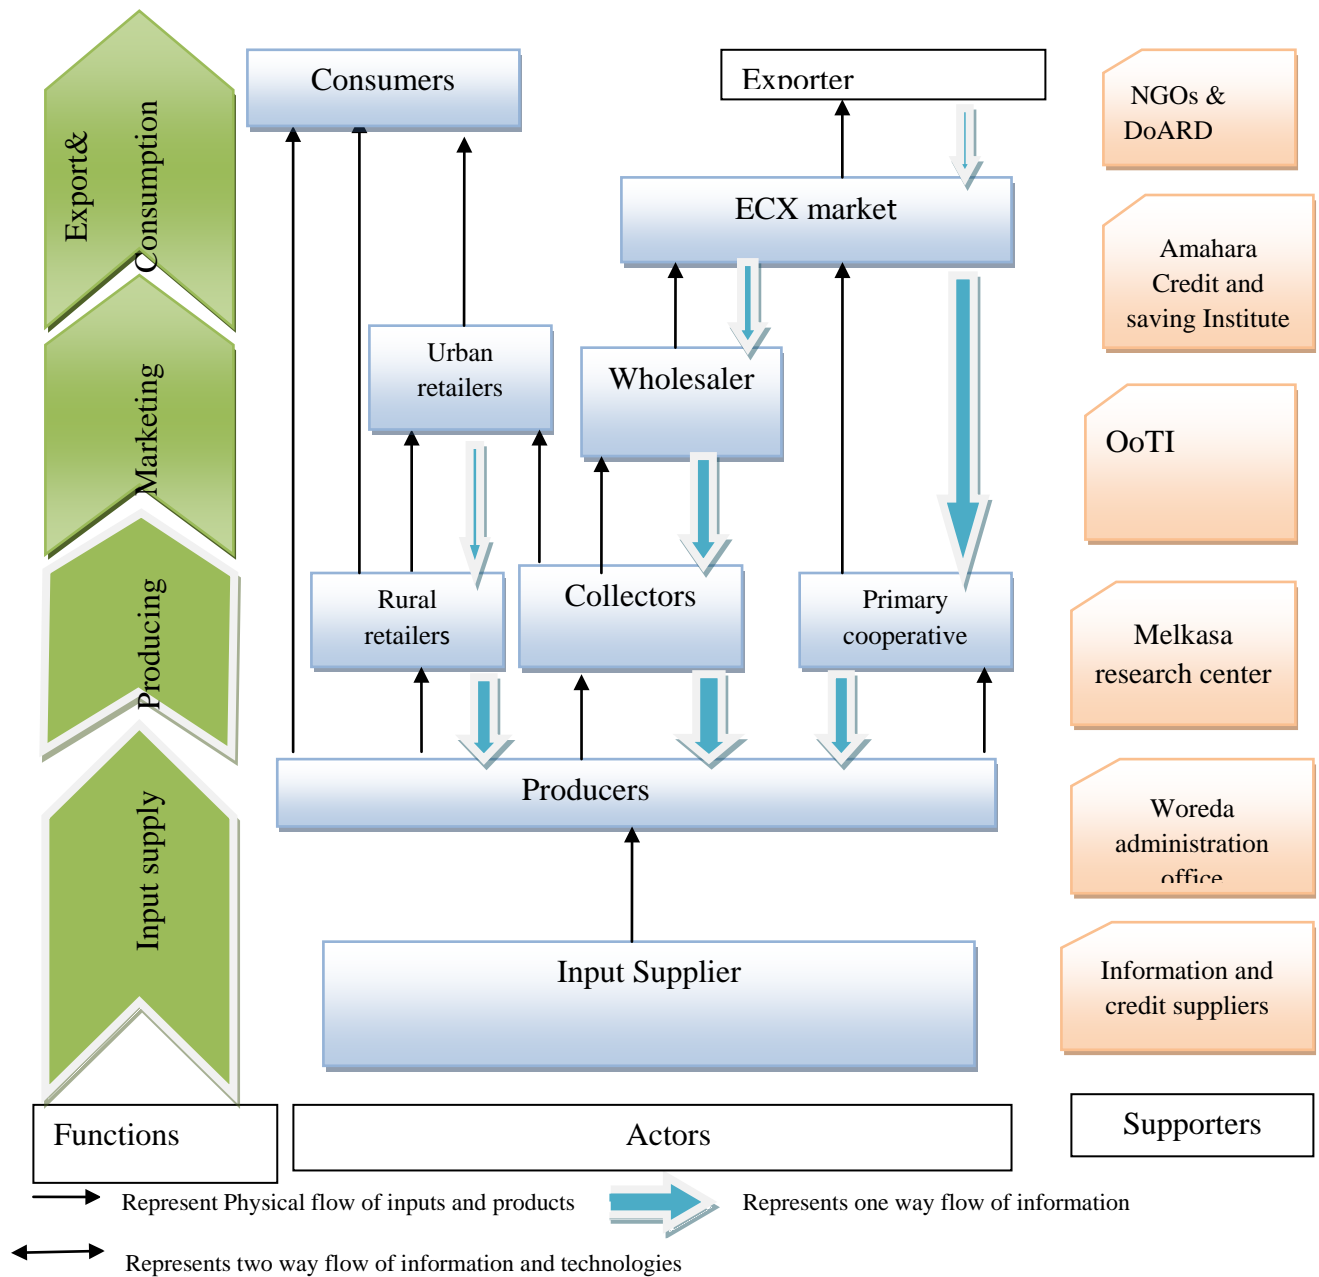 Export&
Consumption
Marketing
Producing
Input supply
Consumers
Exporter
ECX market
Urban
retailers
Wholesaler
Rural
retailers
Collectors
Primary
cooperative
Producers
Input Supplier
NGOs &
DoARD
Amahara
Credit and
saving Institute
OoTI
Melkasa
research center
Woreda
administration
office
Information and
credit suppliers
Functions
Actors
Supporters
Represent Physical flow of inputs and products
Represents one way flow of information
Represents two way flow of information and technologies